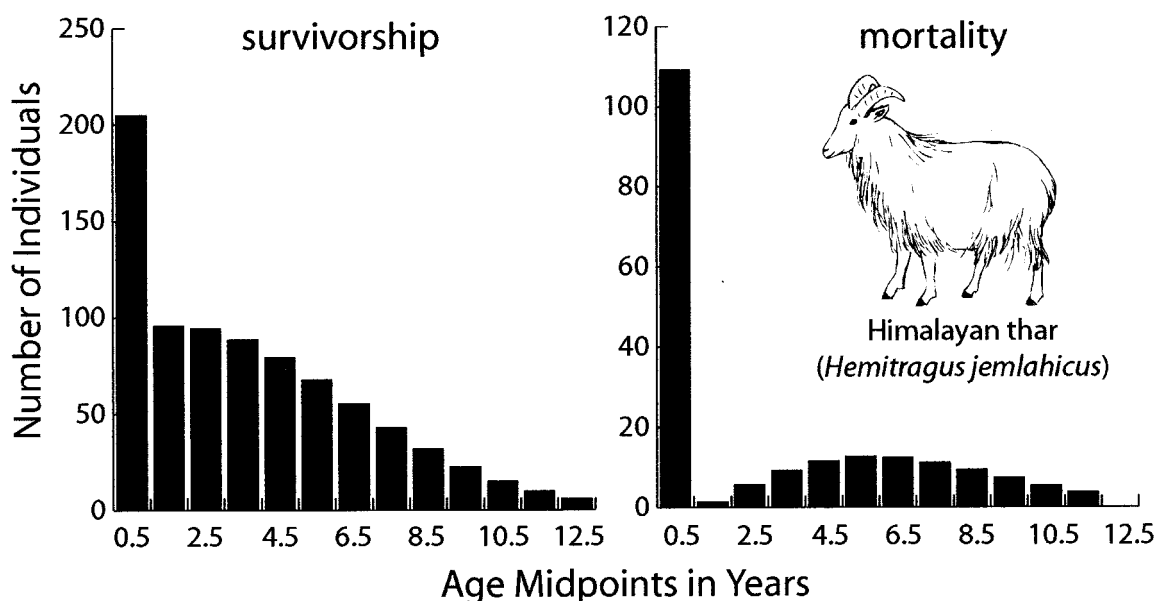 survivorship
Number of Individuals
250
200
150
100
50
0
0.5 2.5 4.5 6.5 8.5 10.5 12.5
mortality
120
100
80
60
40
20
0
Himalayan thar
(Hemitragus jemlahicus)
0.5 2.5 4.5 6.5 8.5 10.5 12.5
Age Midpoints in Years